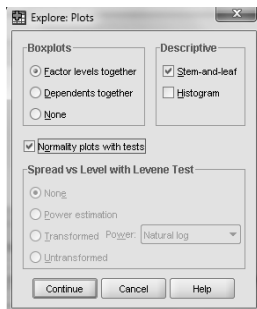 Explore: Plots
Boxplots
Factor levels together
Dependents together
None
Descriptive
Stem-and-leaf
Histogram
Normality plots with tests
Spread vs Level with Levene Test
None
Power estimation
Transformed Power: Natural log
Untransformed
Continue Cancel Help